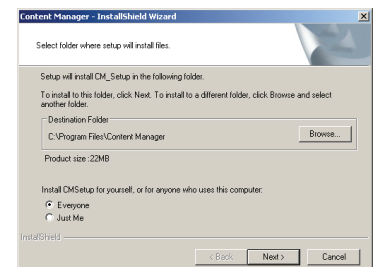 Content Manager - InstallShield Wizard
Select folder where setup will install files.
Setup will install CM_Setup in the following folder.
To install to this folder, click Next. To install to a different folder, click Browse and select
another folder.
Destination Folder
C:\Program Files\Content Manager
Browse...
Product size :22MB
Install CMSetup for yourself, or for anyone who uses this computer:
Everyone
Just Me
InstallShield
< Back
Next >
Cancel